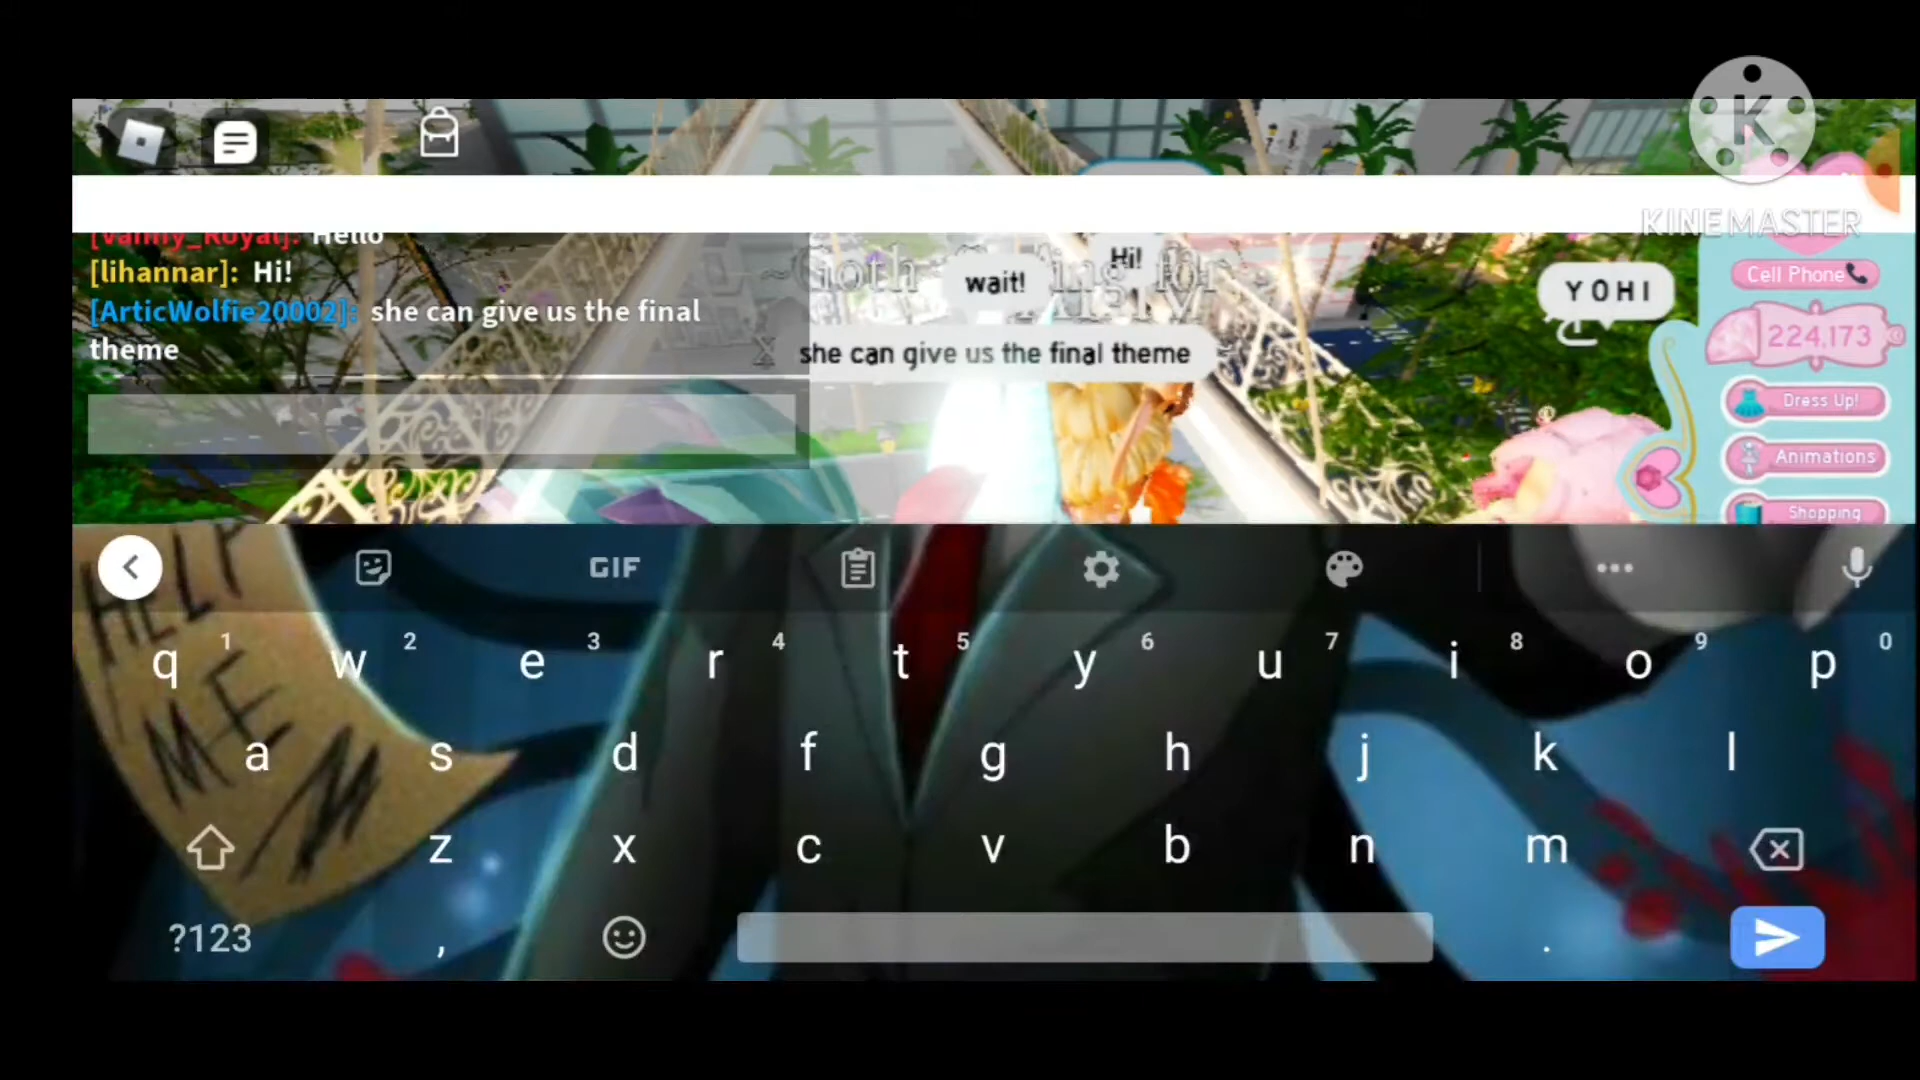 K
KINEMASTER
[Vanny_Royal]: Hello
[lihannar]: Hi!
[ArticWolfie20002]: she can give us the final
theme
Hi!
wait!
she can give us the final theme
YOHI
Cell Phone
224,173
Dress Up!
Animations
Shopping
HELP
ME
GIF
q 1 w 2 e 3 r 4 t 5 y 6 u 7 i 8 o 9 p 0
a s d f g h j k l
z x c v b n m
?123 , .